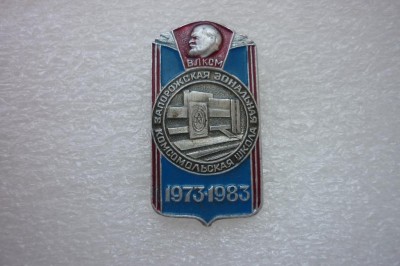 ВЛКСМ
ЗАПОРОЖСКАЯ ЗОНАЛЬНАЯ
КОМСОМОЛЬСКАЯ ШКОЛА
1973·1983